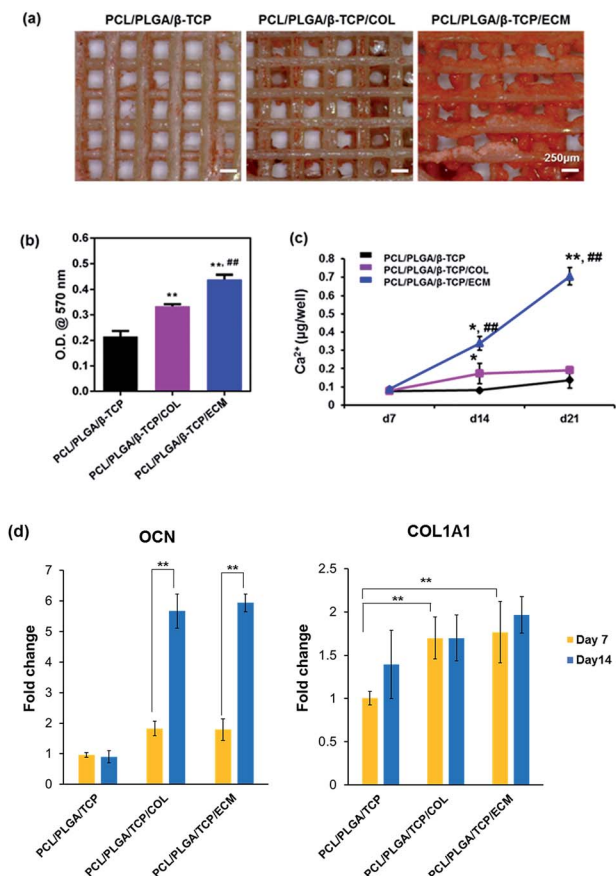 (a)
PCL/PLGA/β-TCP
PCL/PLGA/β-TCP/COL
PCL/PLGA/β-TCP/ECM
250μm
(b)
O.D. @ 570 nm
0.6
0.5
0.4
0.3
0.2
0.1
0.0
**
**, ##
PCL/PLGA/β-TCP
PCL/PLGA/β-TCP/COL
PCL/PLGA/β-TCP/ECM
(c)
Ca²⁺ (μg/well)
0.8
0.7
0.6
0.5
0.4
0.3
0.2
0.1
0
PCL/PLGA/β-TCP
PCL/PLGA/β-TCP/COL
PCL/PLGA/β-TCP/ECM
**, ##
*, ##
*
d7
d14
d21
(d)
OCN
Fold change
7
6
5
4
3
2
1
0
**
**
PCL/PLGA/TCP
PCL/PLGA/TCP/COL
PCL/PLGA/TCP/ECM
COL1A1
Fold change
2.5
2
1.5
1
0.5
0
**
**
PCL/PLGA/TCP
PCL/PLGA/TCP/COL
PCL/PLGA/TCP/ECM
Day 7
Day14